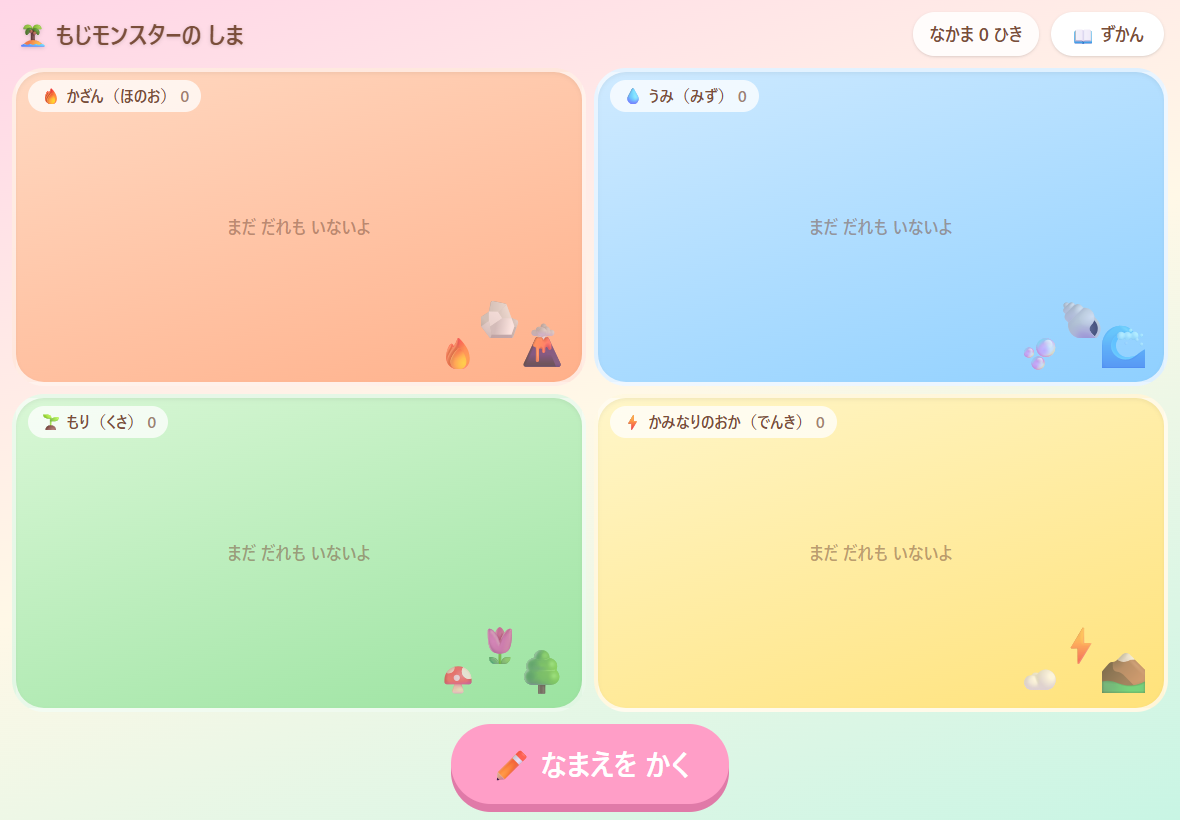 もじモンスターの しま
なかま 0 ひき
ずかん
かざん（ほのお） 0
まだ だれも いないよ
うみ（みず） 0
まだ だれも いないよ
もり（くさ） 0
まだ だれも いないよ
かみなりのおか（でんき） 0
まだ だれも いないよ
なまえを かく